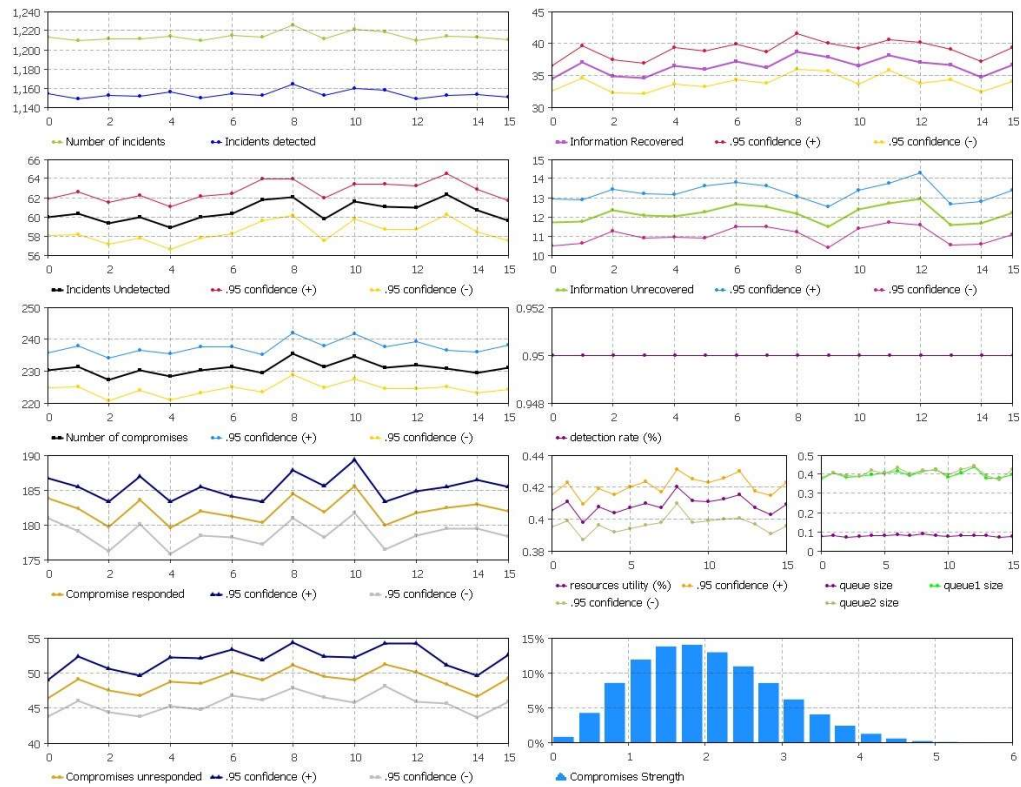 1,240
1,220
1,200
1,180
1,160
1,140
0 2 4 6 8 10 12 14 15
Number of incidents Incidents detected
45
40
35
30
0 2 4 6 8 10 12 14 15
Information Recovered .95 confidence (+) .95 confidence (-)
66
64
62
60
58
56
0 2 4 6 8 10 12 14 15
Incidents Undetected .95 confidence (+) .95 confidence (-)
15
14
13
12
11
10
0 2 4 6 8 10 12 14 15
Information Unrecovered .95 confidence (+) .95 confidence (-)
250
240
230
220
0 2 4 6 8 10 12 14 15
Number of compromises .95 confidence (+) .95 confidence (-)
0.952
0.95
0.948
0 2 4 6 8 10 12 14 15
detection rate (%)
190
185
180
175
0 2 4 6 8 10 12 14 15
Compromise responded .95 confidence (+) .95 confidence (-)
0.44
0.42
0.4
0.38
0 5 10 15
resources utility (%) .95 confidence (+)
.95 confidence (-)
0.5
0.4
0.3
0.2
0.1
0
0 5 10 15
queue size queue1 size
queue2 size
55
50
45
40
0 2 4 6 8 10 12 14 15
Compromises unresponded .95 confidence (+) .95 confidence (-)
15%
10%
5%
0%
0 1 2 3 4 5 6
Compromises Strength